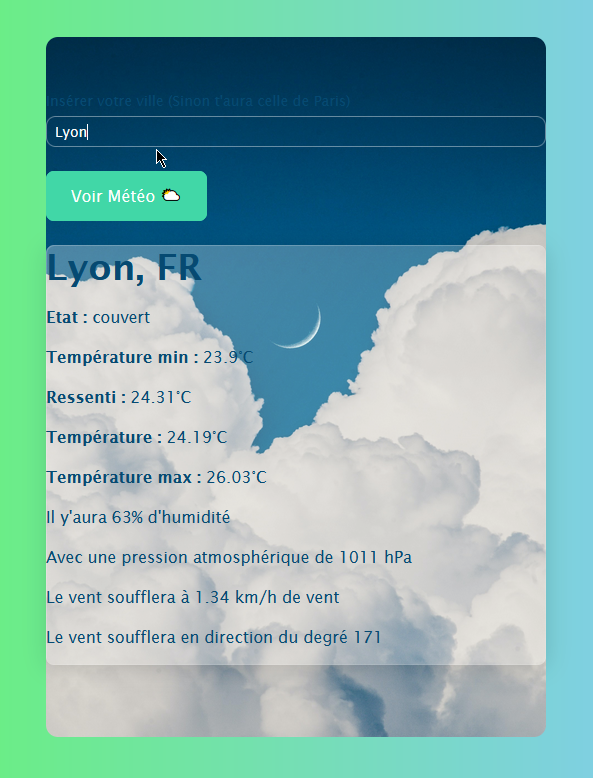 Insérer votre ville (Sinon t'aura celle de Paris)
Lyon
Voir Météo
Lyon, FR
Etat : couvert
Température min : 23.9°C
Ressenti : 24.31°C
Température : 24.19°C
Température max : 26.03°C
Il y'aura 63% d'humidité
Avec une pression atmosphérique de 1011 hPa
Le vent soufflera à 1.34 km/h de vent
Le vent soufflera en direction du degré 171